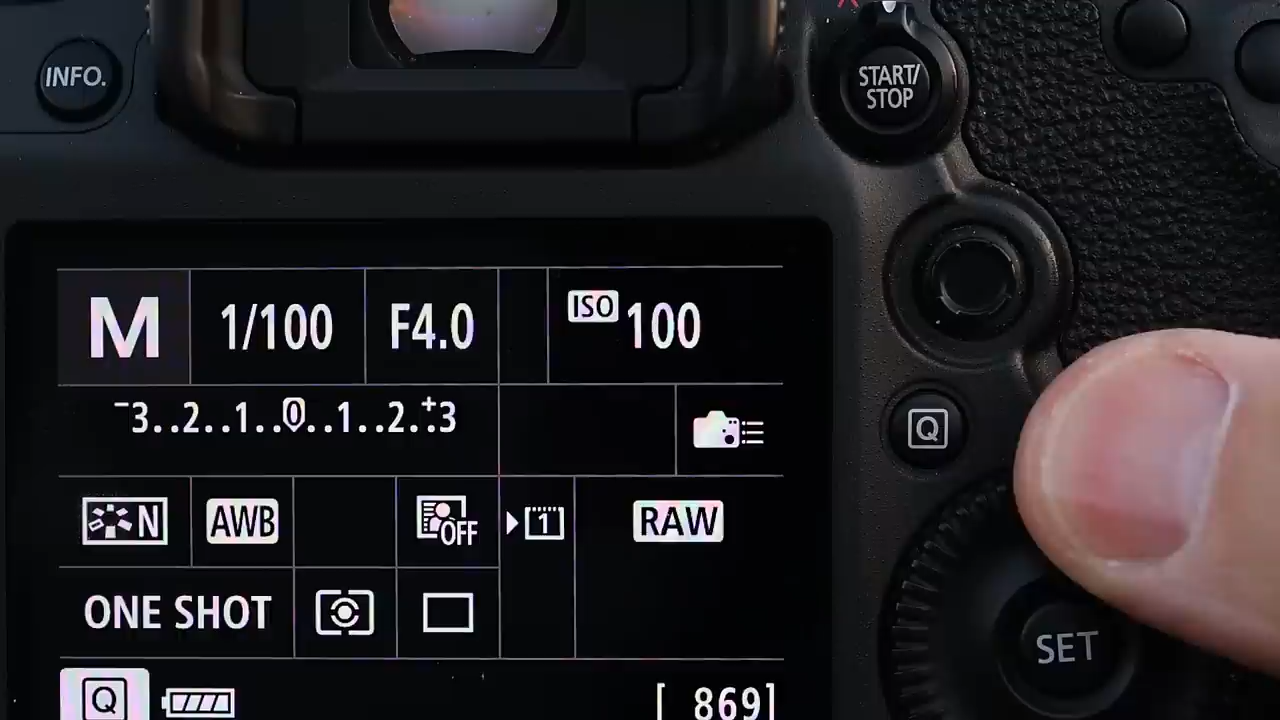 INFO.
START/
STOP
M 1/100 F4.0 ISO 100
-3..2..1..0..1..2.:+3
N AWB OFF 1 RAW
ONE SHOT
Q
SET
Q [ 869]